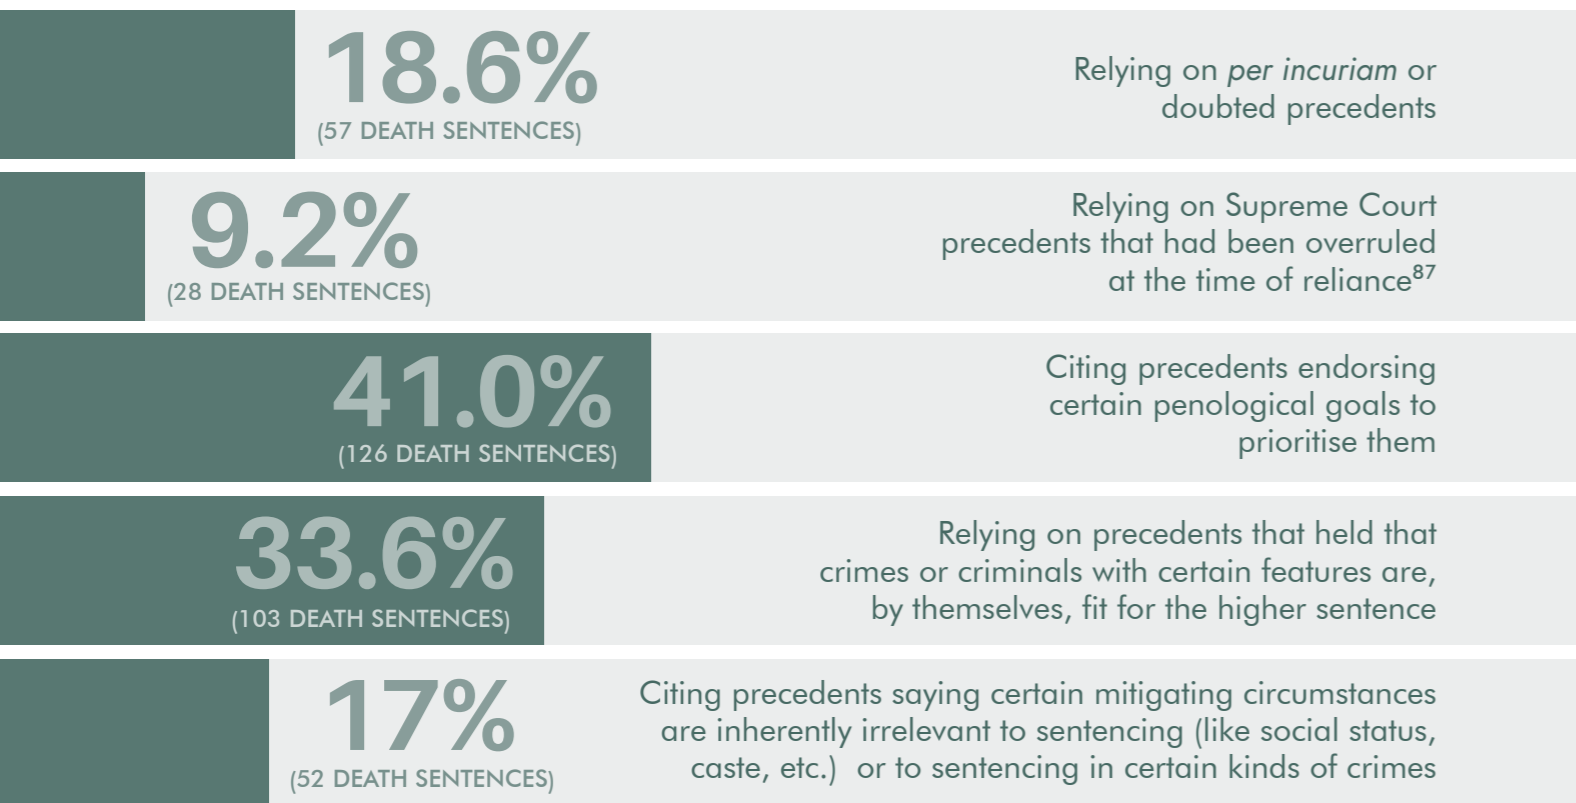 18.6%
(57 DEATH SENTENCES)
Relying on per incuriam or
doubted precedents
9.2%
(28 DEATH SENTENCES)
Relying on Supreme Court
precedents that had been overruled
at the time of reliance87
41.0%
(126 DEATH SENTENCES)
Citing precedents endorsing
certain penological goals to
prioritise them
33.6%
(103 DEATH SENTENCES)
Relying on precedents that held that
crimes or criminals with certain features are,
by themselves, fit for the higher sentence
17%
(52 DEATH SENTENCES)
Citing precedents saying certain mitigating circumstances
are inherently irrelevant to sentencing (like social status,
caste, etc.)  or to sentencing in certain kinds of crimes